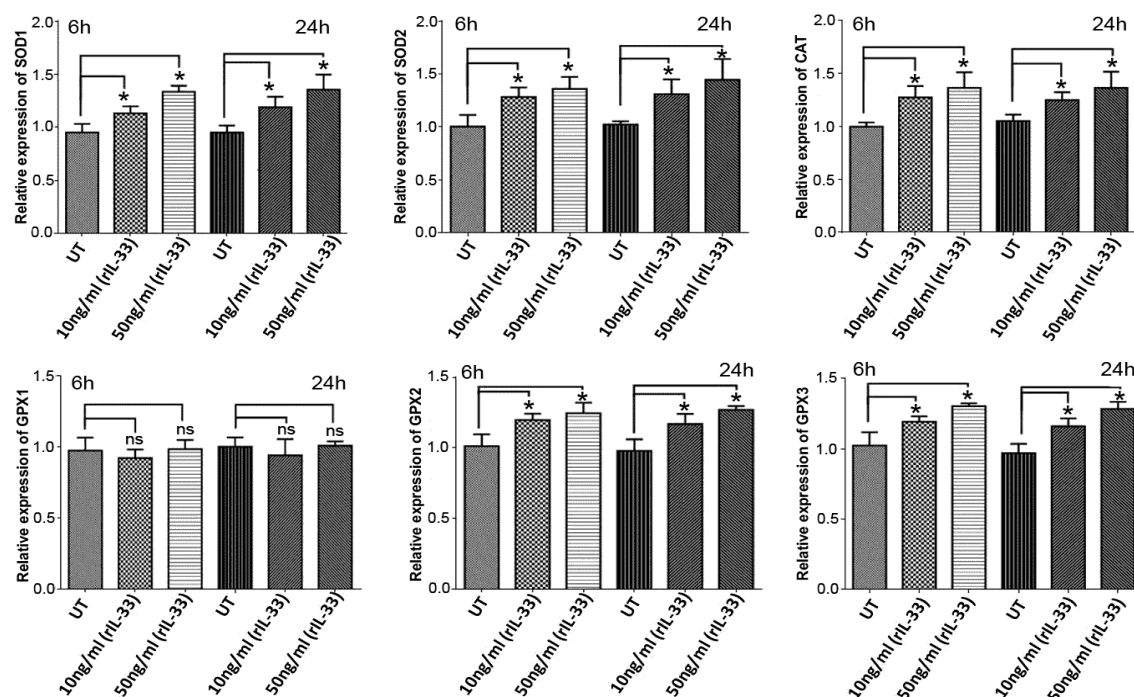 6h
24h
Relative expression of SOD1
2.0
1.5
1.0
0.5
0.0
*
*
*
*
UT
10ng/ml (rIL-33)
50ng/ml (rIL-33)
UT
10ng/ml (rIL-33)
50ng/ml (rIL-33)
6h
24h
Relative expression of SOD2
2.0
1.5
1.0
0.5
0.0
*
*
*
*
UT
10ng/ml (rIL-33)
50ng/ml (rIL-33)
UT
10ng/ml (rIL-33)
50ng/ml (rIL-33)
6h
24h
Relative expression of CAT
2.0
1.5
1.0
0.5
0.0
*
*
*
*
UT
10ng/ml (rIL-33)
50ng/ml (rIL-33)
UT
10ng/ml (rIL-33)
50ng/ml (rIL-33)
6h
24h
Relative expression of GPX1
1.5
1.0
0.5
0.0
ns
ns
ns
ns
UT
10ng/ml (rIL-33)
50ng/ml (rIL-33)
UT
10ng/ml (rIL-33)
50ng/ml (rIL-33)
6h
24h
Relative expression of GPX2
1.5
1.0
0.5
0.0
*
*
*
*
UT
10ng/ml (rIL-33)
50ng/ml (rIL-33)
UT
10ng/ml (rIL-33)
50ng/ml (rIL-33)
6h
24h
Relative expression of GPX3
1.5
1.0
0.5
0.0
*
*
*
*
UT
10ng/ml (rIL-33)
50ng/ml (rIL-33)
UT
10ng/ml (rIL-33)
50ng/ml (rIL-33)